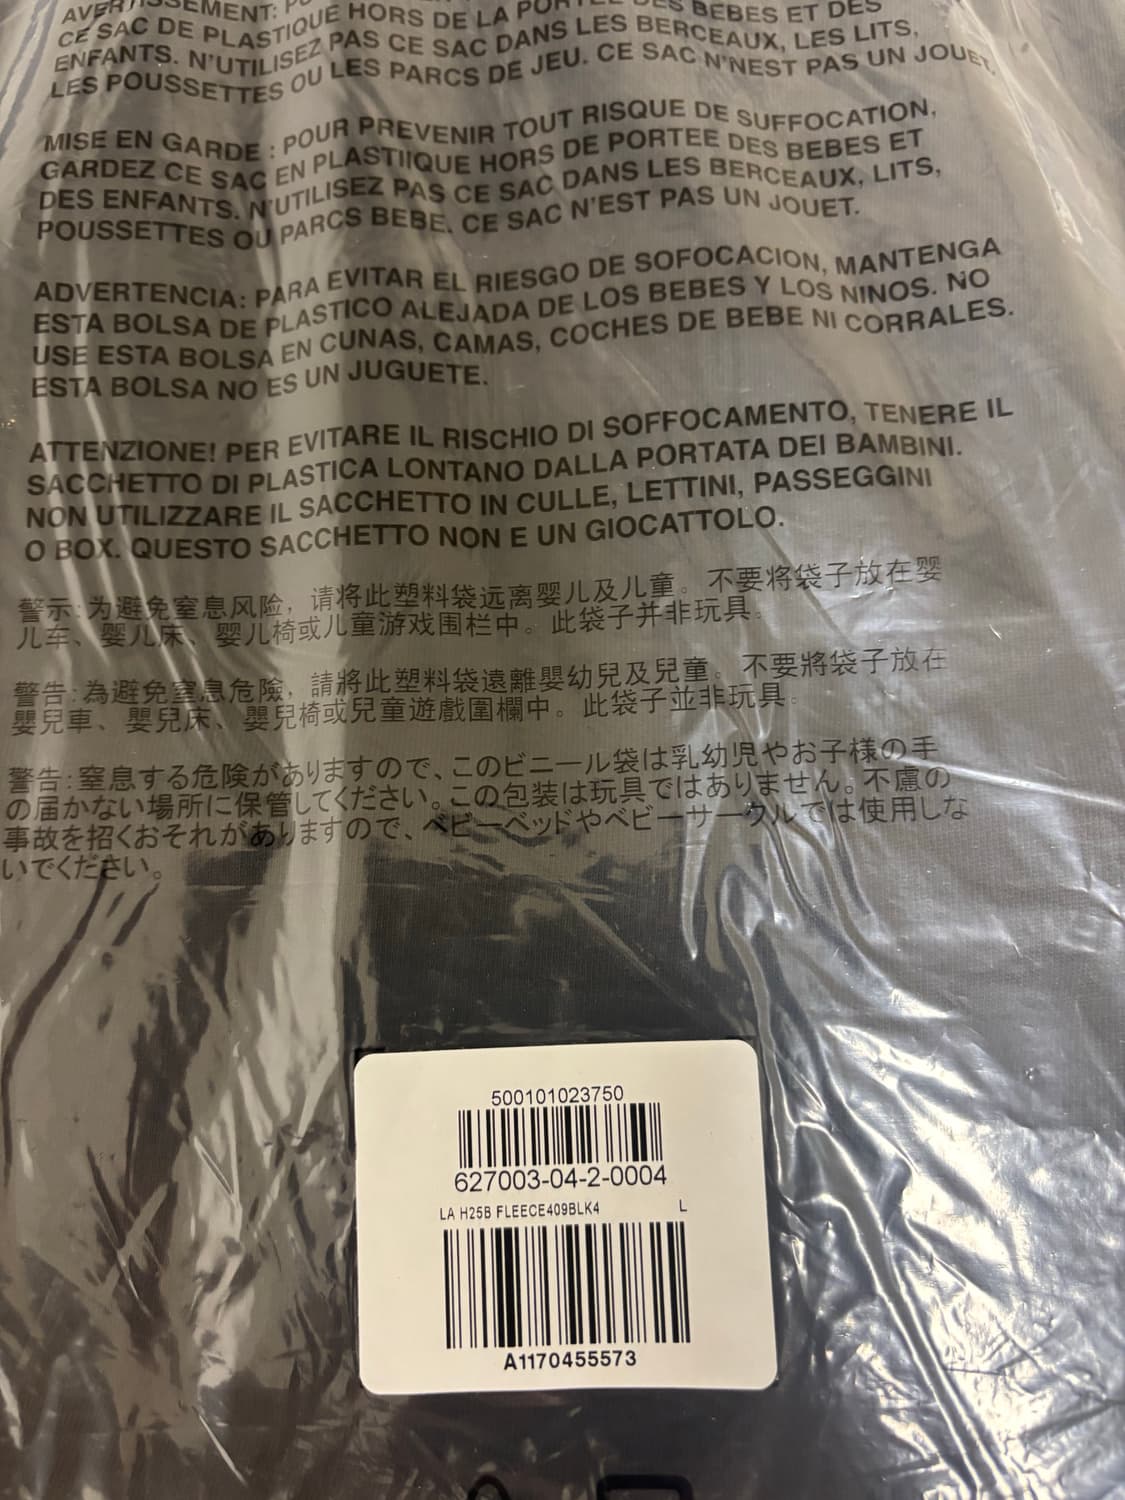 AVERTISSEMENT:
CE SAC DE PLASTIQUE HORS DE LA PORTEE DES BEBES ET DES
ENFANTS. N'UTILISEZ PAS CE SAC DANS LES BERCEAUX, LES LITS,
LES POUSSETTES OU LES PARCS DE JEU. CE SAC N'NEST PAS UN JOUET.
MISE EN GARDE : POUR PREVENIR TOUT RISQUE DE SUFFOCATION,
GARDEZ CE SAC EN PLASTIIQUE HORS DE PORTEE DES BEBES ET
DES ENFANTS. N'UTILISEZ PAS CE SAC DANS LES BERCEAUX, LITS,
POUSSETTES OU PARCS BEBE. CE SAC N'EST PAS UN JOUET.
ADVERTENCIA: PARA EVITAR EL RIESGO DE SOFOCACION, MANTENGA
ESTA BOLSA DE PLASTICO ALEJADA DE LOS BEBES Y LOS NINOS. NO
USE ESTA BOLSA EN CUNAS, CAMAS, COCHES DE BEBE NI CORRALES.
ESTA BOLSA NO ES UN JUGUETE.
ATTENZIONE! PER EVITARE IL RISCHIO DI SOFFOCAMENTO, TENERE IL
SACCHETTO DI PLASTICA LONTANO DALLA PORTATA DEI BAMBINI.
NON UTILIZZARE IL SACCHETTO IN CULLE, LETTINI, PASSEGGINI
O BOX. QUESTO SACCHETTO NON E UN GIOCATTOLO.
警示:为避免窒息风险，请将此塑料袋远离婴儿及儿童。不要将袋子放在婴
儿车、婴儿床、婴儿椅或儿童游戏围栏中。此袋子并非玩具。
警告:為避免窒息危險，請將此塑料袋遠離嬰幼兒及兒童。不要將袋子放在
嬰兒車、嬰兒床、嬰兒椅或兒童遊戲圍欄中。此袋子並非玩具。
警告:窒息する危険がありますので、このビニール袋は乳幼児やお子様の手
の届かない場所に保管してください。この包装は玩具ではありません。不慮の
事故を招くおそれがありますので、ベビーベッドやベビーサークルでは使用しな
いでください。
500101023750
627003-04-2-0004
LA H25B FLEECE409BLK4 L
A1170455573